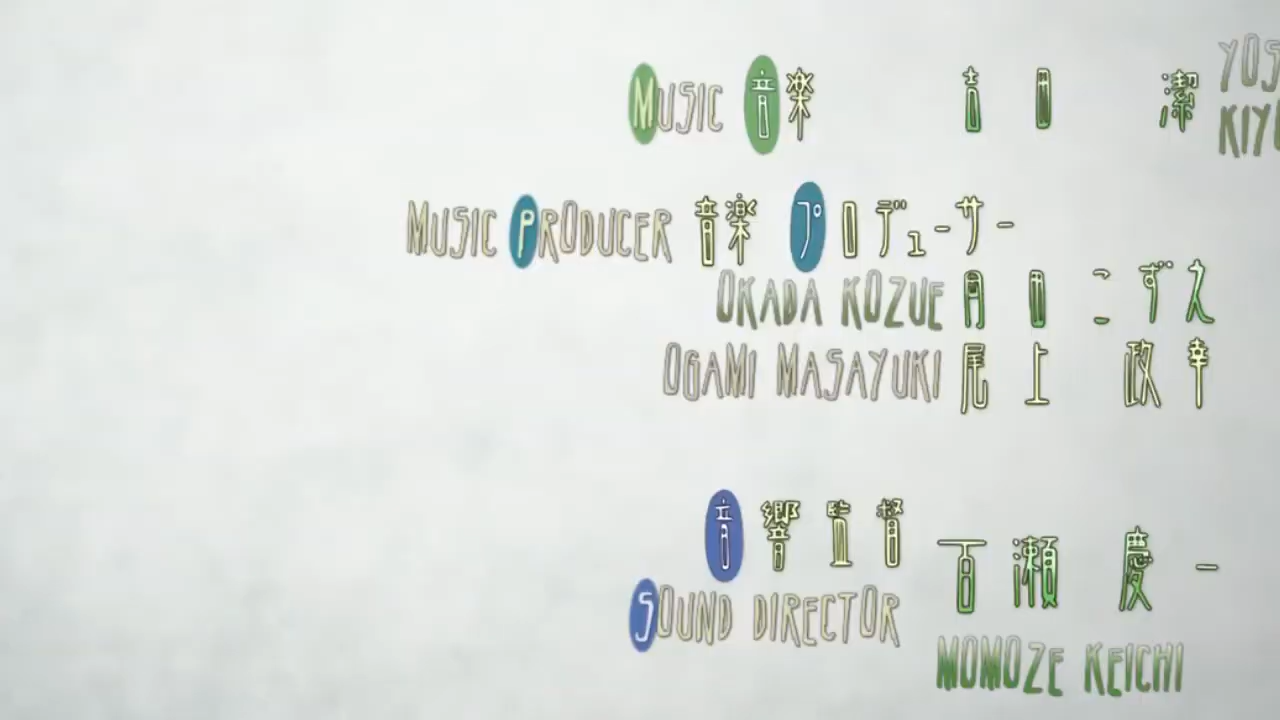 MUSIC 音楽 吉田 潔 YOS
KIYO
MUSIC PRODUCER 音楽 プロデューサー
OKADA KOZUE 岡田 こずえ
OGAMI MASAYUKI 尾上 政幸
音響監督
SOUND DIRECTOR
百瀬 慶一
MOMOZE KEICHI